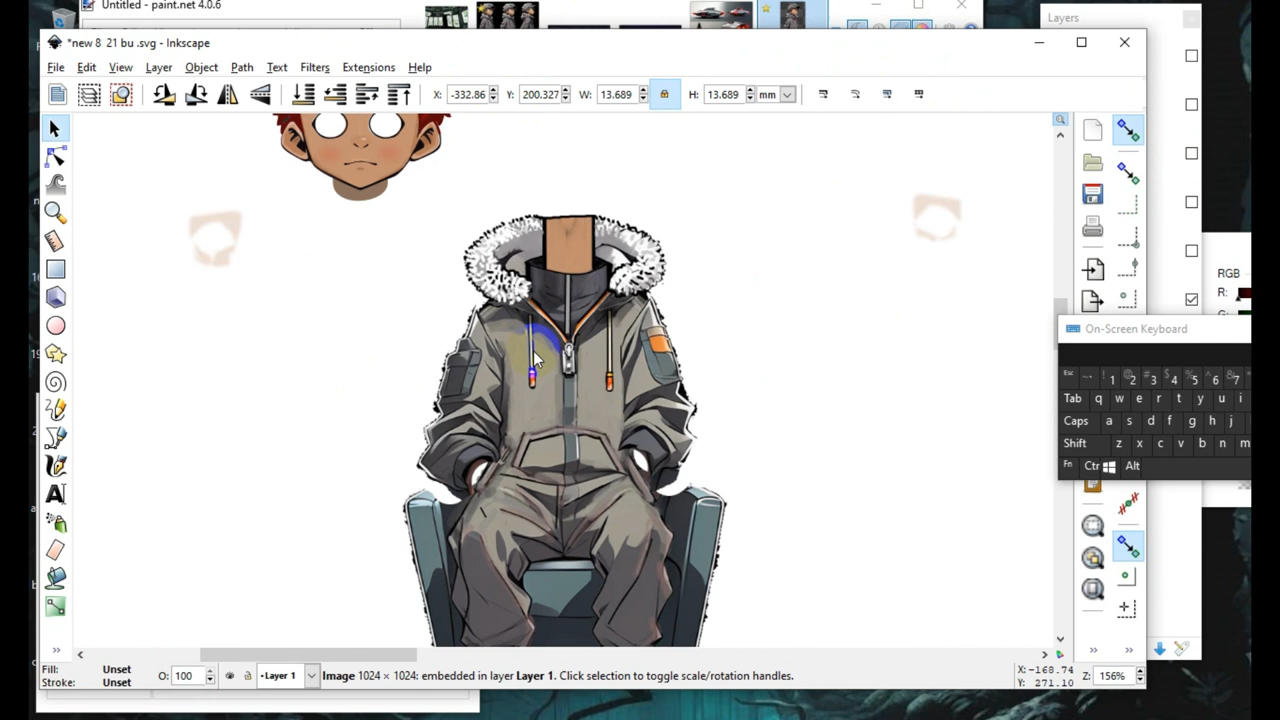 Untitled - paint.net 4.0.6
Layers
*new 8 21 bu .svg - Inkscape
File Edit View Layer Object Path Text Filters Extensions Help
X: -332.86 Y: 200.327 W: 13.689 H: 13.689 mm
RGB
R:
On-Screen Keyboard
Esc ~ ! 1 @ 2 # 3 $ 4 % 5 ^ 6 & 7
Tab q w e r t y u i
Caps a s d f g h j
Shift z x c v b n m
Fn Ctr Alt
Fill: Unset
Stroke: Unset
O: 100 •Layer 1 Image 1024 × 1024: embedded in layer Layer 1. Click selection to toggle scale/rotation handles.
X: -168.74
Y: 271.10
Z: 156%